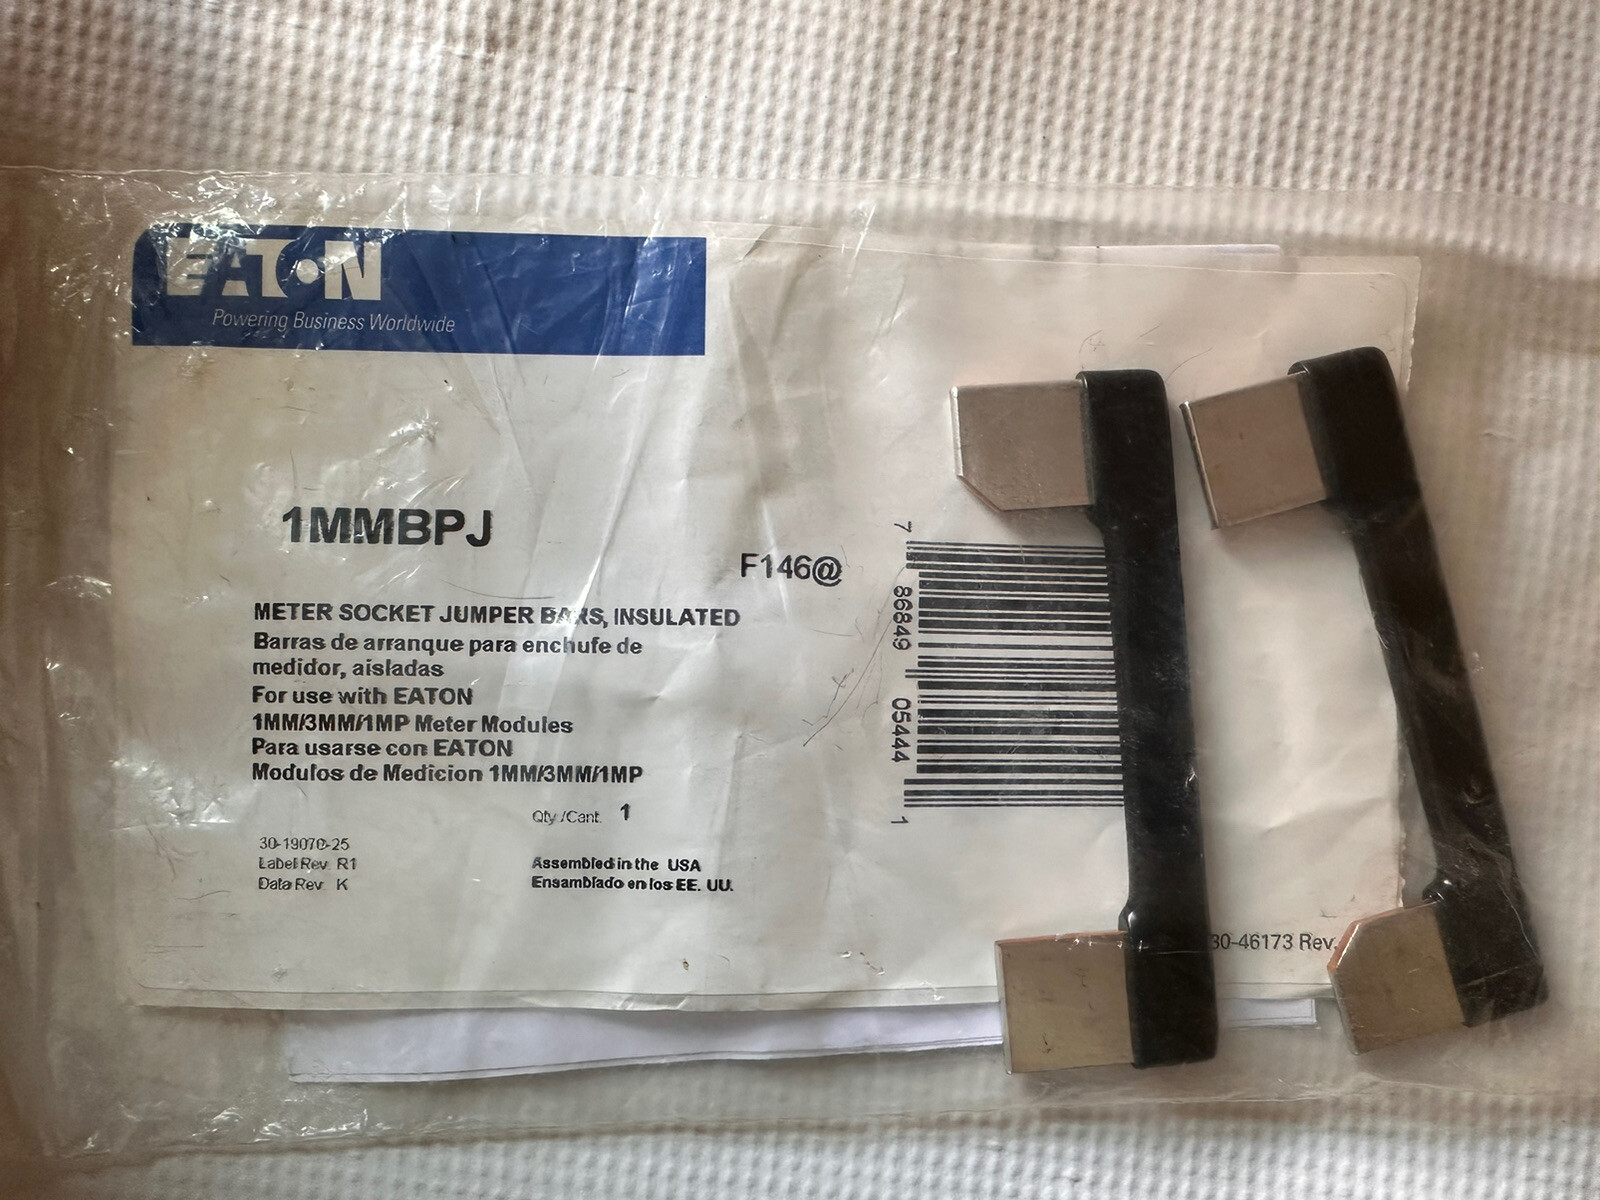 EATON
Powering Business Worldwide
1MMBPJ
F146@
METER SOCKET JUMPER BARS, INSULATED
Barras de arranque para enchufe de
medidor, aisladas
For use with EATON
1MM/3MM/1MP Meter Modules
Para usarse con EATON
Modulos de Medicion 1MM/3MM/1MP
Qty /Cant. 1
30-19070-25
Label Rev R1
Data Rev K
Assembled in the USA
Ensamblado en los EE. UU.
7 86849 05444 1
30-46173 Rev.